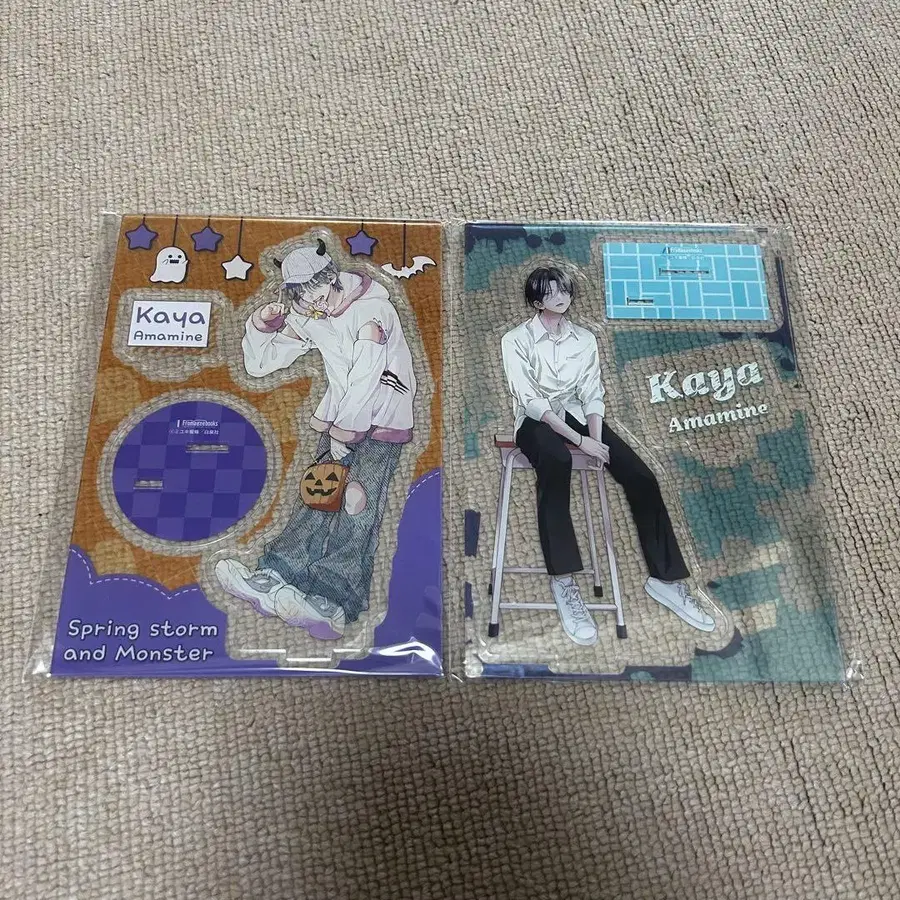 Kaya
Amamine
Spring storm
and Monster
Kaya
Amamine